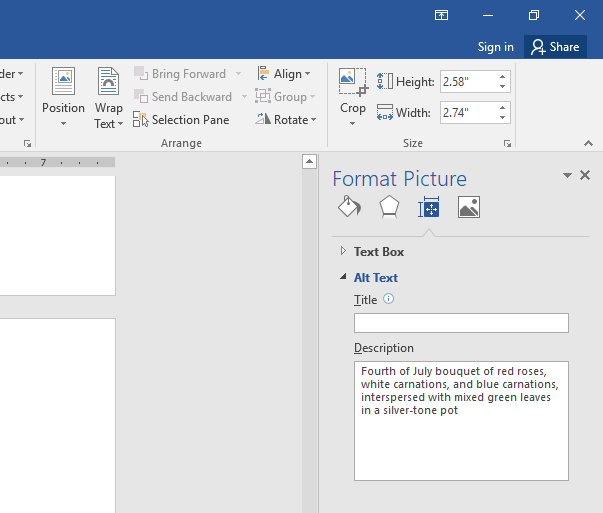 Sign in Share
der Bring Forward Align Height: 2.58"
cts Position Wrap Send Backward Group Crop Width: 2.74"
out Text Selection Pane Rotate
Arrange Size
7
Format Picture
Text Box
Alt Text
Title
Description
Fourth of July bouquet of red roses,
white carnations, and blue carnations,
interspersed with mixed green leaves
in a silver-tone pot